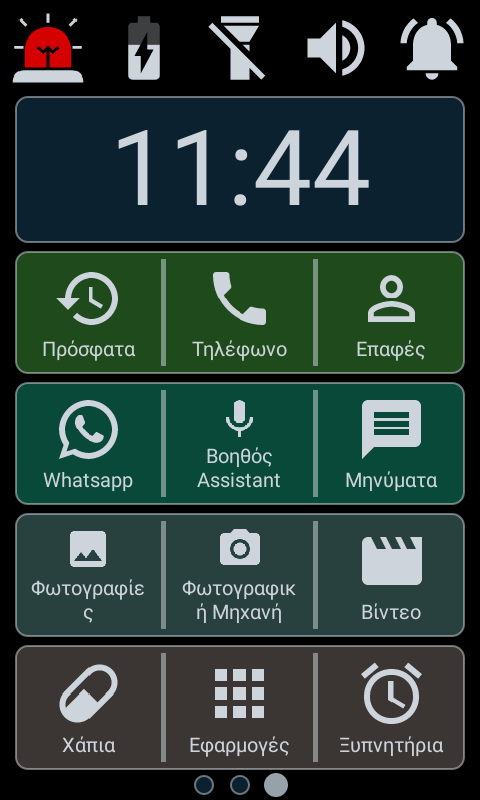 11:44
Πρόσφατα
Τηλέφωνο
Επαφές
Whatsapp
Βοηθός
Assistant
Μηνύματα
Φωτογραφίε
ς
Φωτογραφικ
ή Μηχανή
Βίντεο
Χάπια
Εφαρμογές
Ξυπνητήρια